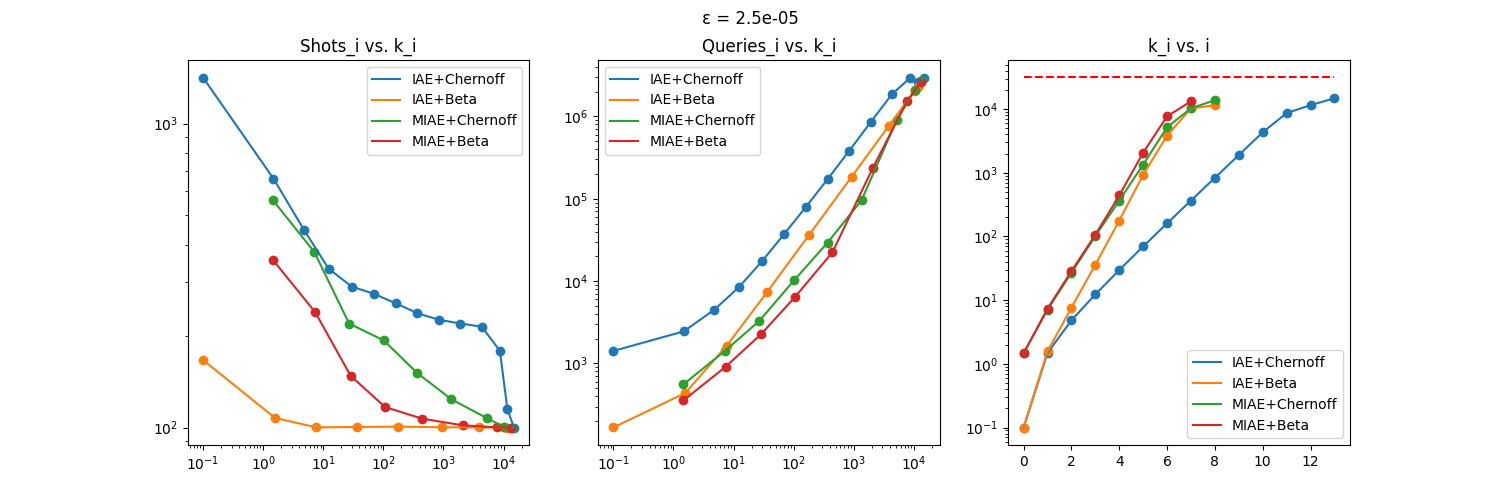 ε = 2.5e-05
Shots_i vs. k_i
10³
10²
10⁻¹ 10⁰ 10¹ 10² 10³ 10⁴
IAE+Chernoff
IAE+Beta
MIAE+Chernoff
MIAE+Beta
Queries_i vs. k_i
10⁶
10⁵
10⁴
10³
10⁻¹ 10⁰ 10¹ 10² 10³ 10⁴
IAE+Chernoff
IAE+Beta
MIAE+Chernoff
MIAE+Beta
k_i vs. i
10⁴
10³
10²
10¹
10⁰
10⁻¹
0 2 4 6 8 10 12
IAE+Chernoff
IAE+Beta
MIAE+Chernoff
MIAE+Beta